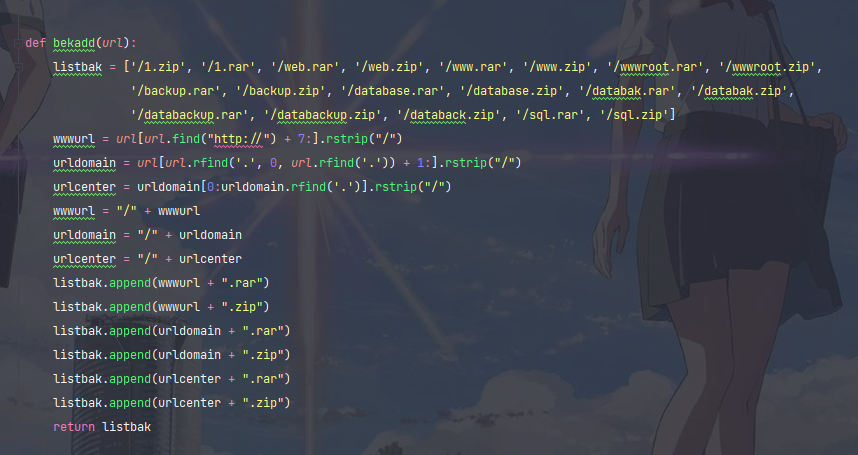 def bekadd(url):
    listbak = ['/1.zip', '/1.rar', '/web.rar', '/web.zip', '/www.rar', '/www.zip', '/wwwroot.rar', '/wwwroot.zip',
               '/backup.rar', '/backup.zip', '/database.rar', '/database.zip', '/databak.rar', '/databak.zip',
               '/databackup.rar', '/databackup.zip', '/databack.zip', '/sql.rar', '/sql.zip']
    wwwurl = url[url.find("http://") + 7:].rstrip("/")
    urldomain = url[url.rfind('.', 0, url.rfind('.')) + 1:].rstrip("/")
    urlcenter = urldomain[0:urldomain.rfind('.')].rstrip("/")
    wwwurl = "/" + wwwurl
    urldomain = "/" + urldomain
    urlcenter = "/" + urlcenter
    listbak.append(wwwurl + ".rar")
    listbak.append(wwwurl + ".zip")
    listbak.append(urldomain + ".rar")
    listbak.append(urldomain + ".zip")
    listbak.append(urlcenter + ".rar")
    listbak.append(urlcenter + ".zip")
    return listbak